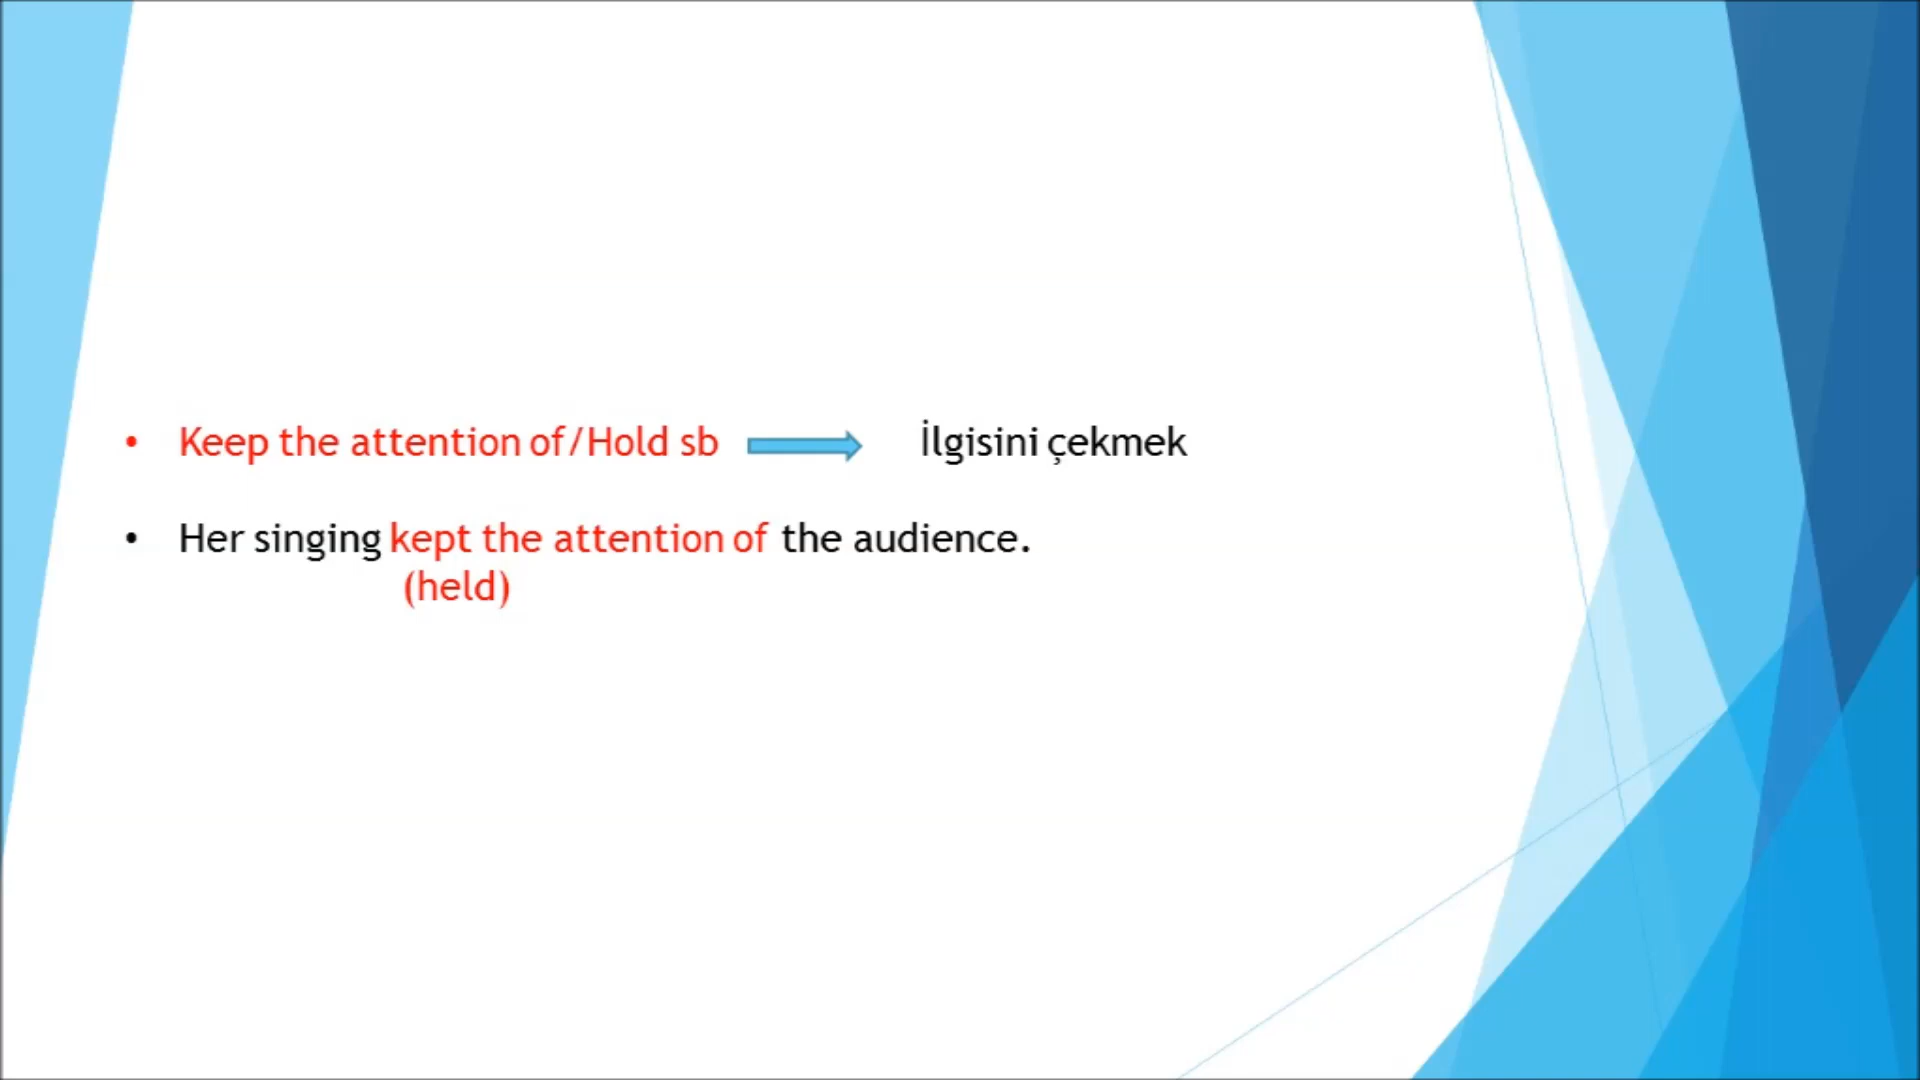 • Keep the attention of/Hold sb İlgisini çekmek
• Her singing kept the attention of the audience.
(held)